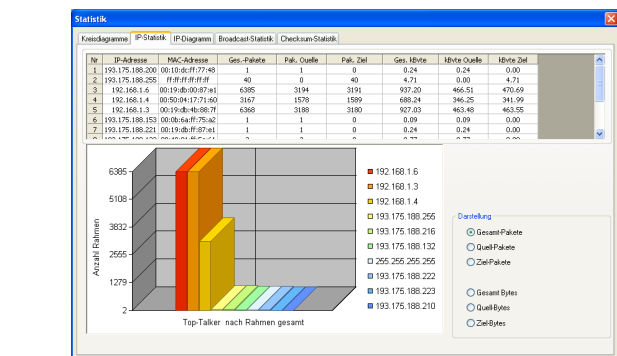 Statistik
Kreisdiagramme IP-Statistik IP-Diagramm Broadcast-Statistik Checksum-Statistik
Nr IP-Adresse MAC-Adresse Ges.-Pakete Pak. Quelle Pak. Ziel Ges. kByte kByte Quelle kByte Ziel
1 193.175.188.200 00:10:dc:ff:77:48 1 1 0 0.24 0.24 0.00
2 193.175.188.255 ff:ff:ff:ff:ff:ff 40 0 40 4.71 0.00 4.71
3 192.168.1.6 00:19:db:00:87:e1 6385 3194 3191 937.20 466.51 470.69
4 192.168.1.4 00:50:04:17:71:60 3167 1578 1589 688.24 346.25 341.99
5 192.168.1.3 00:19:db:4b:88:7f 6368 3188 3180 927.03 463.48 463.55
6 193.175.188.153 00:0b:6a:ff:75:a2 1 1 0 0.09 0.09 0.00
7 193.175.188.221 00:19:db:ff:87:e1 1 1 0 0.24 0.24 0.00
6385
5108
3832
2555
1279
2
Anzahl Rahmen
Top-Talker nach Rahmen gesamt
192.168.1.6
192.168.1.3
192.168.1.4
193.175.188.255
193.175.188.216
193.175.188.132
255.255.255.255
193.175.188.222
193.175.188.223
193.175.188.210
Darstellung
Gesamt-Pakete
Quell-Pakete
Ziel-Pakete
Gesamt Bytes
Quell-Bytes
Ziel-Bytes